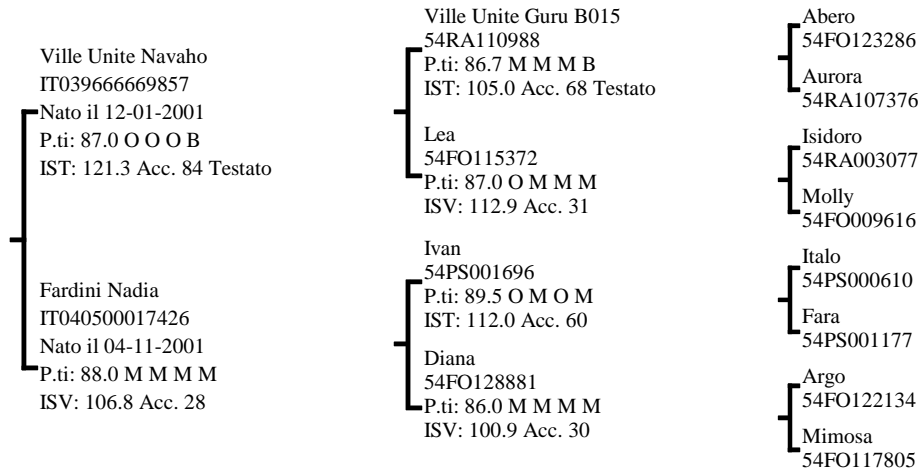 Ville Unite Navaho
IT039666669857
Nato il 12-01-2001
P.ti: 87.0 O O O B
IST: 121.3 Acc. 84 Testato
Fardini Nadia
IT040500017426
Nato il 04-11-2001
P.ti: 88.0 M M M M
ISV: 106.8 Acc. 28
Ville Unite Guru B015
54RA110988
P.ti: 86.7 M M M B
IST: 105.0 Acc. 68 Testato
Lea
54FO115372
P.ti: 87.0 O M M M
ISV: 112.9 Acc. 31
Ivan
54PS001696
P.ti: 89.5 O M O M
IST: 112.0 Acc. 60
Diana
54FO128881
P.ti: 86.0 M M M M
ISV: 100.9 Acc. 30
Abero
54FO123286
Aurora
54RA107376
Isidoro
54RA003077
Molly
54FO009616
Italo
54PS000610
Fara
54PS001177
Argo
54FO122134
Mimosa
54FO117805